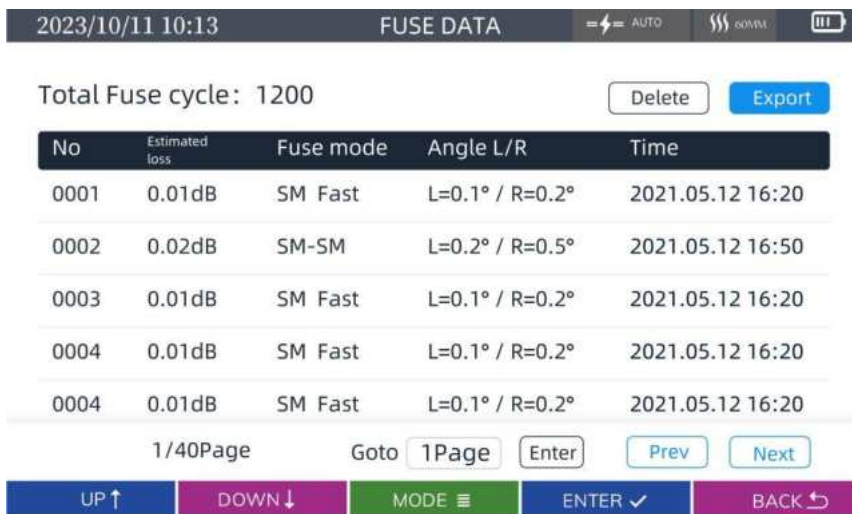 2023/10/11 10:13 FUSE DATA AUTO 60MM
Total Fuse cycle: 1200 Delete Export
No Estimated loss Fuse mode Angle L/R Time
0001 0.01dB SM Fast L=0.1° / R=0.2° 2021.05.12 16:20
0002 0.02dB SM-SM L=0.2° / R=0.5° 2021.05.12 16:50
0003 0.01dB SM Fast L=0.1° / R=0.2° 2021.05.12 16:20
0004 0.01dB SM Fast L=0.1° / R=0.2° 2021.05.12 16:20
0004 0.01dB SM Fast L=0.1° / R=0.2° 2021.05.12 16:20
1/40Page Goto 1Page Enter Prev Next
UP↑ DOWN↓ MODE ≡ ENTER ✓ BACK ↩